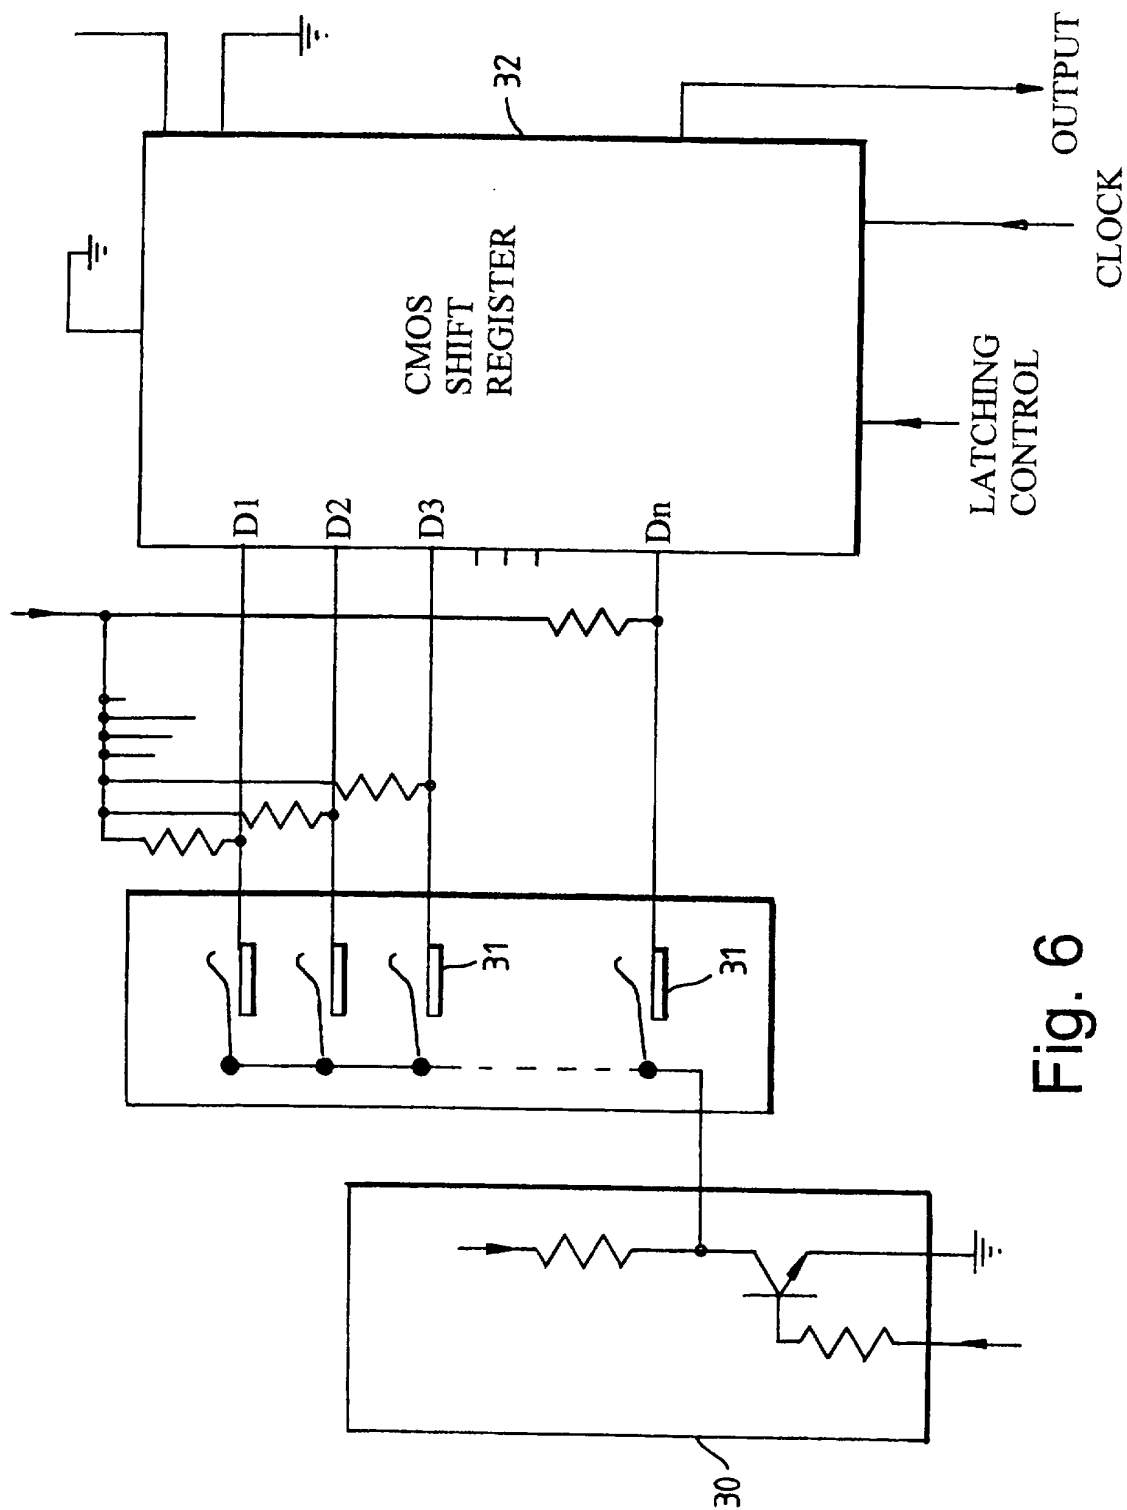 32
CMOS
SHIFT
REGISTER
D1
D2
D3
Dn
OUTPUT
CLOCK
LATCHING
CONTROL
31
31
30
Fig. 6